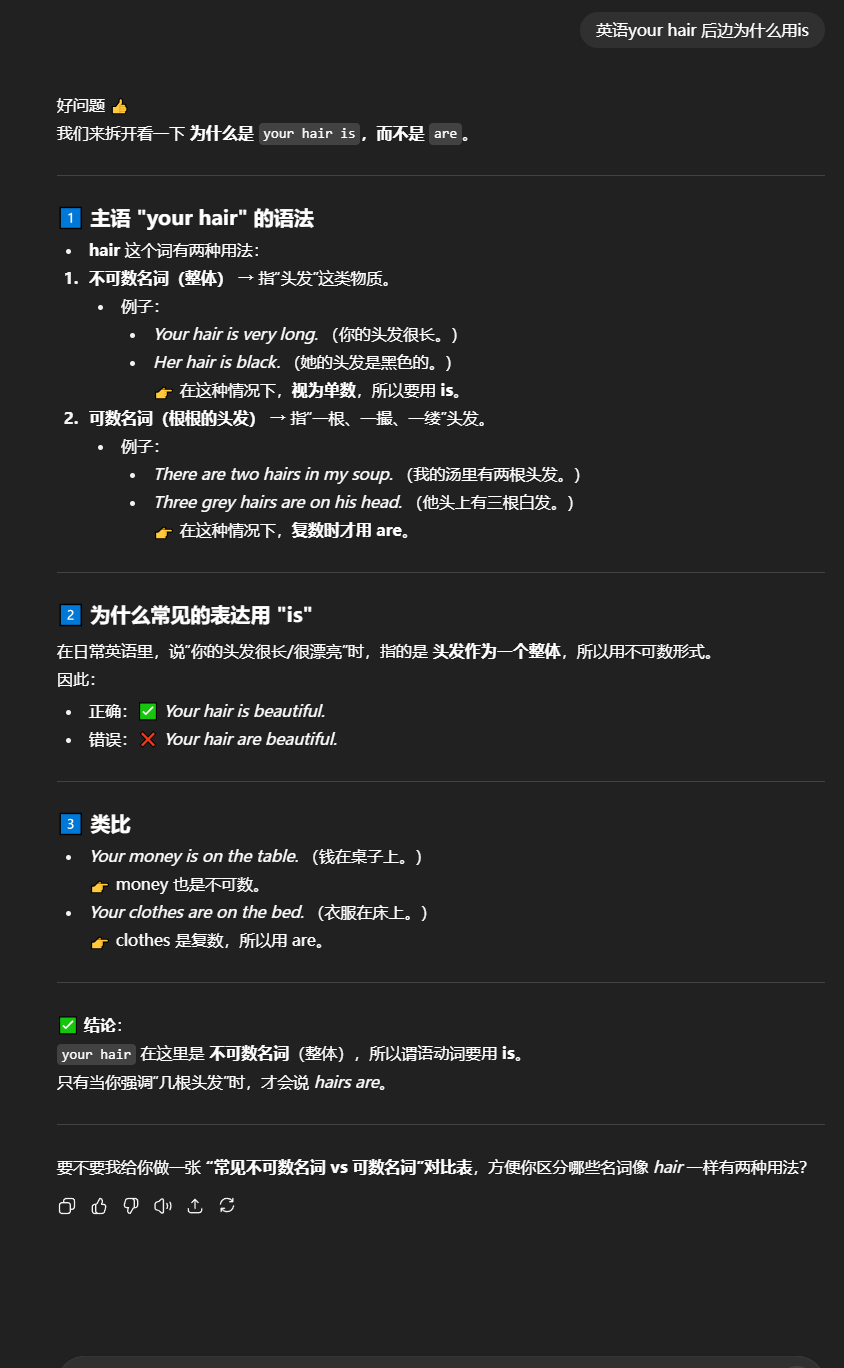 英语your hair 后边为什么用is
好问题 👍
我们来拆开看一下 为什么是 your hair is，而不是 are。
1️⃣ 主语 "your hair" 的语法
• hair 这个词有两种用法：
1. 不可数名词（整体） → 指“头发”这类物质。
• 例子：
• Your hair is very long. （你的头发很长。）
• Her hair is black. （她的头发是黑色的。）
👉 在这种情况下，视为单数，所以要用 is。
2. 可数名词（根根的头发） → 指“一根、一撮、一缕”头发。
• 例子：
• There are two hairs in my soup. （我的汤里有两根头发。）
• Three grey hairs are on his head. （他头上有三根白发。）
👉 在这种情况下，复数时才用 are。
2️⃣ 为什么常见的表达用 "is"
在日常英语里，说“你的头发很长/很漂亮”时，指的是 头发作为一个整体，所以用不可数形式。
因此：
• 正确：✅ Your hair is beautiful.
• 错误：❌ Your hair are beautiful.
3️⃣ 类比
• Your money is on the table. （钱在桌子上。）
👉 money 也是不可数。
• Your clothes are on the bed. （衣服在床上。）
👉 clothes 是复数，所以用 are。
✅ 结论：
your hair 在这里是 不可数名词（整体），所以谓语动词要用 is。
只有当你强调“几根头发”时，才会说 hairs are。
要不要我给你做一张 “常见不可数名词 vs 可数名词”对比表，方便你区分哪些名词像 hair 一样有两种用法？